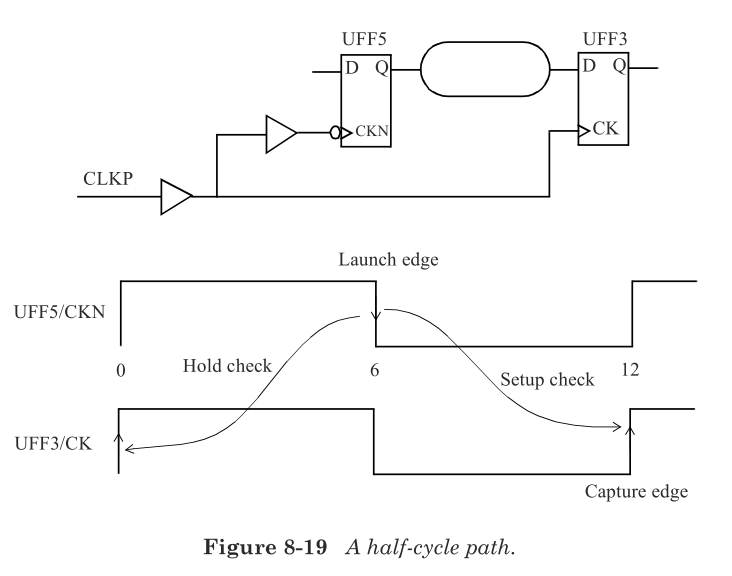 UFF5
UFF3
D Q
D Q
CKN
CK
CLKP
Launch edge
UFF5/CKN
0
Hold check
6
Setup check
12
UFF3/CK
Capture edge
Figure 8-19 A half-cycle path.